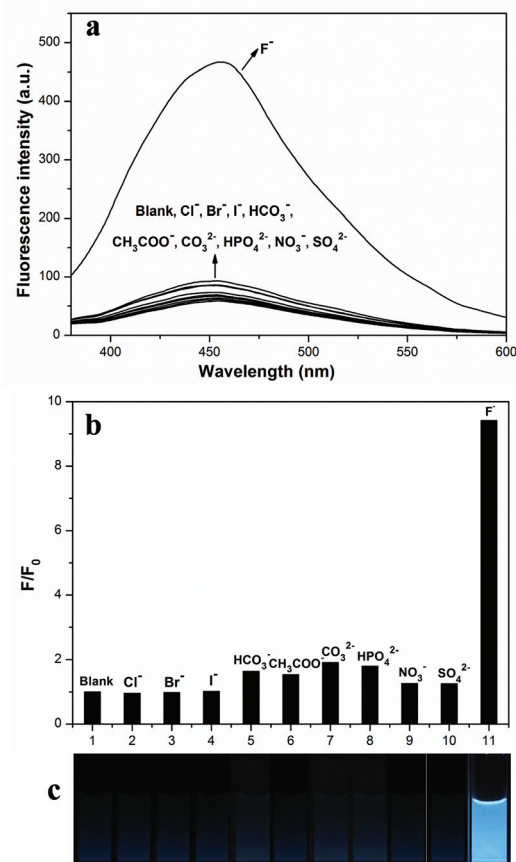 a
500
F⁻
400
300
200
100
0
Blank, Cl⁻, Br⁻, I⁻, HCO₃⁻,
CH₃COO⁻, CO₃²⁻, HPO₄²⁻, NO₃⁻, SO₄²⁻
Fluorescence intensity (a.u.)
400 450 500 550 600
Wavelength (nm)
b
10
8
6
4
2
0
F/F₀
Blank Cl⁻ Br⁻ I⁻ HCO₃⁻ CH₃COO⁻ CO₃²⁻ HPO₄²⁻ NO₃⁻ SO₄²⁻ F⁻
1 2 3 4 5 6 7 8 9 10 11
c